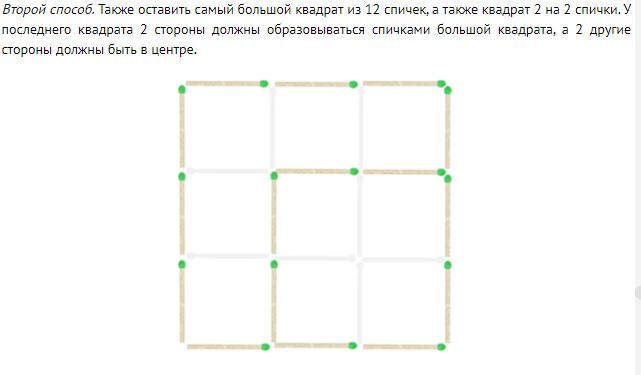 Второй способ. Также оставить самый большой квадрат из 12 спичек, а также квадрат 2 на 2 спички. У
последнего квадрата 2 стороны должны образовываться спичками большой квадрата, а 2 другие
стороны должны быть в центре.